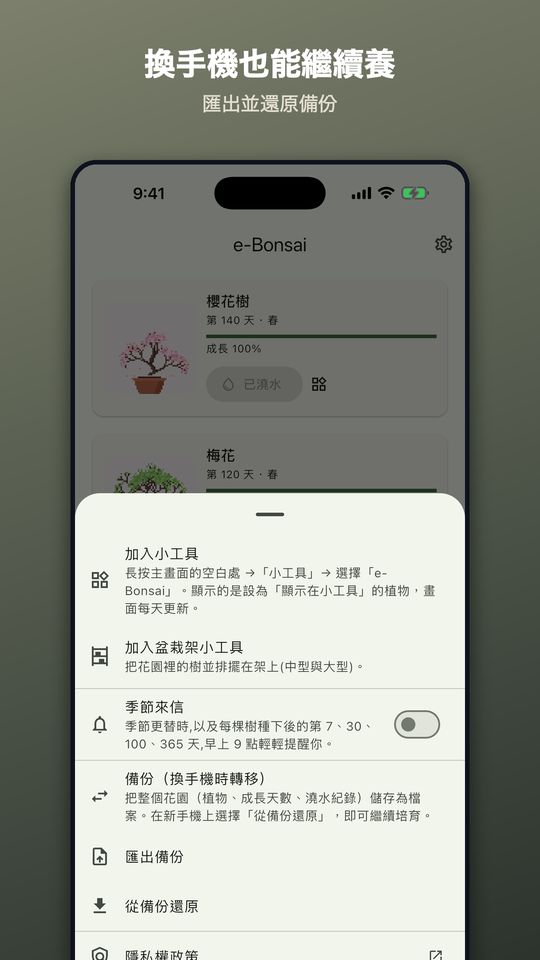 換手機也能繼續養
匯出並還原備份
9:41
e-Bonsai
櫻花樹
第 140 天 · 春
成長 100%
已澆水
梅花
第 120 天 · 春
加入小工具
長按主畫面的空白處 →「小工具」→ 選擇「e-
Bonsai」。顯示的是設為「顯示在小工具」的植物，畫
面每天更新。
加入盆栽架小工具
把花園裡的樹並排擺在架上(中型與大型)。
季節來信
季節更替時,以及每棵樹種下後的第 7、30、
100、365 天,早上 9 點輕輕提醒你。
備份（換手機時轉移）
把整個花園（植物、成長天數、澆水紀錄）儲存為檔
案。在新手機上選擇「從備份還原」，即可繼續培育。
匯出備份
從備份還原
隱私權政策